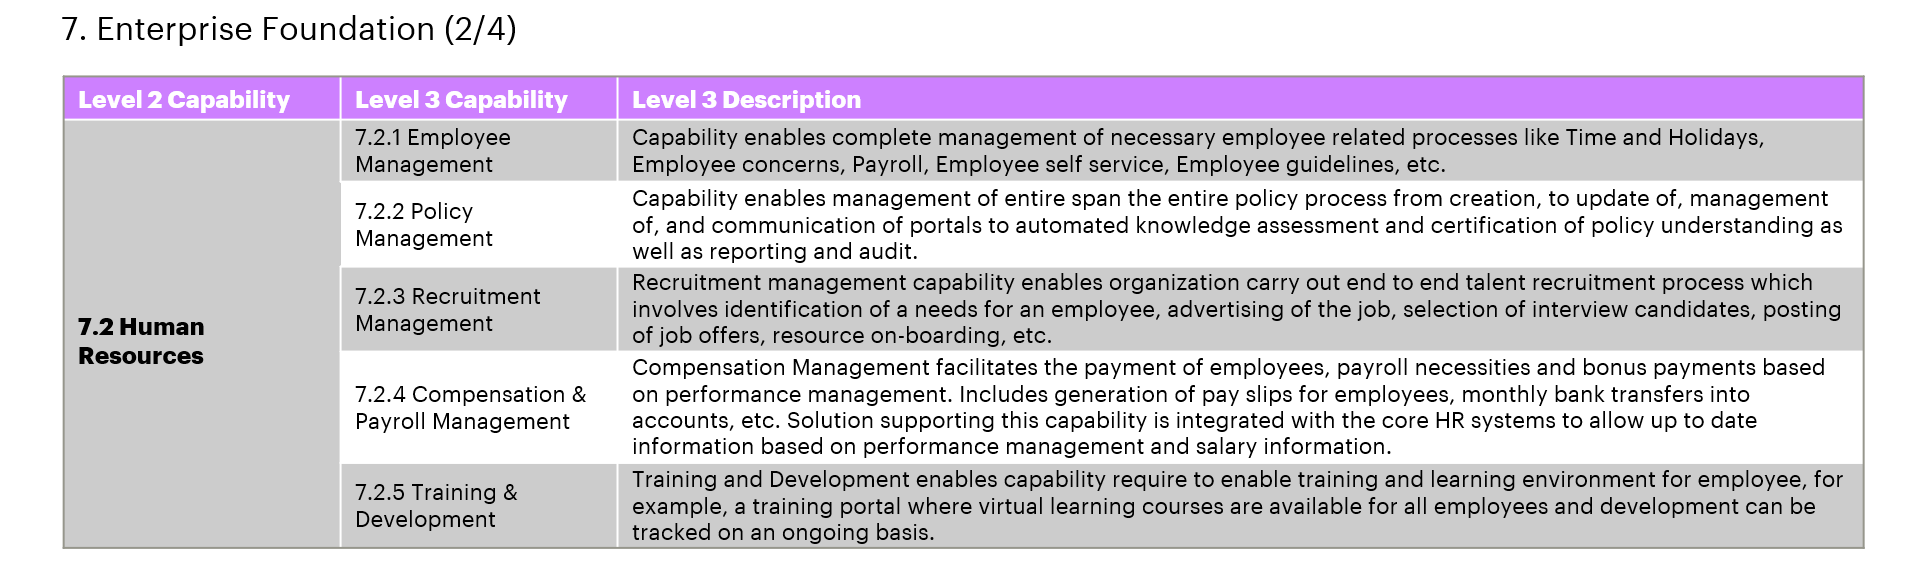 7. Enterprise Foundation (2/4)
Level 2 Capability
Level 3 Capability
Level 3 Description
7.2 Human
Resources
7.2.1 Employee
Management
Capability enables complete management of necessary employee related processes like Time and Holidays,
Employee concerns, Payroll, Employee self service, Employee guidelines, etc.
7.2.2 Policy
Management
Capability enables management of entire span the entire policy process from creation, to update of, management
of, and communication of portals to automated knowledge assessment and certification of policy understanding as
well as reporting and audit.
7.2.3 Recruitment
Management
Recruitment management capability enables organization carry out end to end talent recruitment process which
involves identification of a needs for an employee, advertising of the job, selection of interview candidates, posting
of job offers, resource on-boarding, etc.
7.2.4 Compensation &
Payroll Management
Compensation Management facilitates the payment of employees, payroll necessities and bonus payments based
on performance management. Includes generation of pay slips for employees, monthly bank transfers into
accounts, etc. Solution supporting this capability is integrated with the core HR systems to allow up to date
information based on performance management and salary information.
7.2.5 Training &
Development
Training and Development enables capability require to enable training and learning environment for employee, for
example, a training portal where virtual learning courses are available for all employees and development can be
tracked on an ongoing basis.